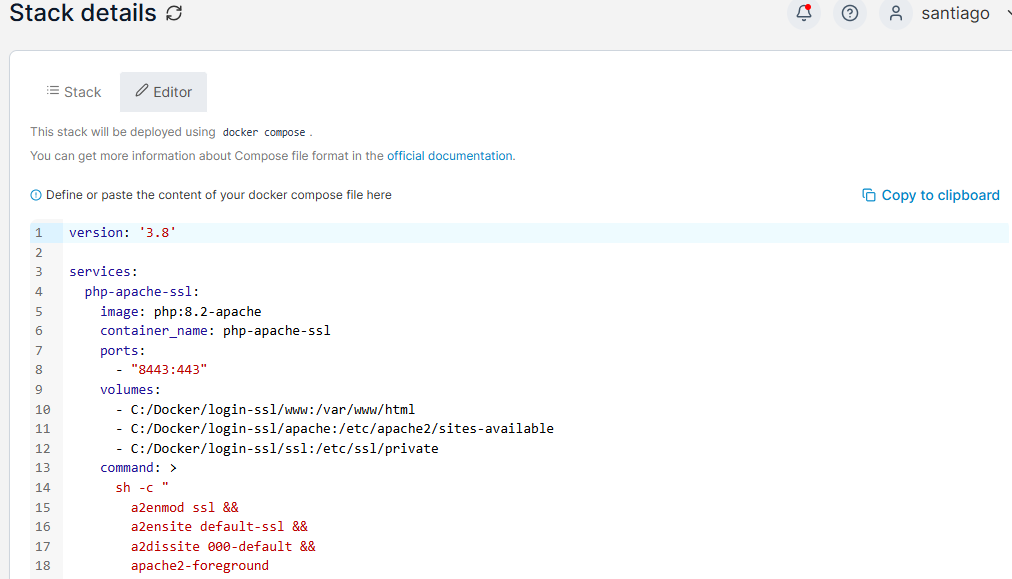 Stack details
santiago
Stack
Editor
This stack will be deployed using docker compose .
You can get more information about Compose file format in the official documentation.
Define or paste the content of your docker compose file here
Copy to clipboard
1 version: '3.8'
2
3 services:
4   php-apache-ssl:
5     image: php:8.2-apache
6     container_name: php-apache-ssl
7     ports:
8       - "8443:443"
9     volumes:
10       - C:/Docker/login-ssl/www:/var/www/html
11       - C:/Docker/login-ssl/apache:/etc/apache2/sites-available
12       - C:/Docker/login-ssl/ssl:/etc/ssl/private
13     command: >
14       sh -c "
15         a2enmod ssl &&
16         a2ensite default-ssl &&
17         a2dissite 000-default &&
18         apache2-foreground